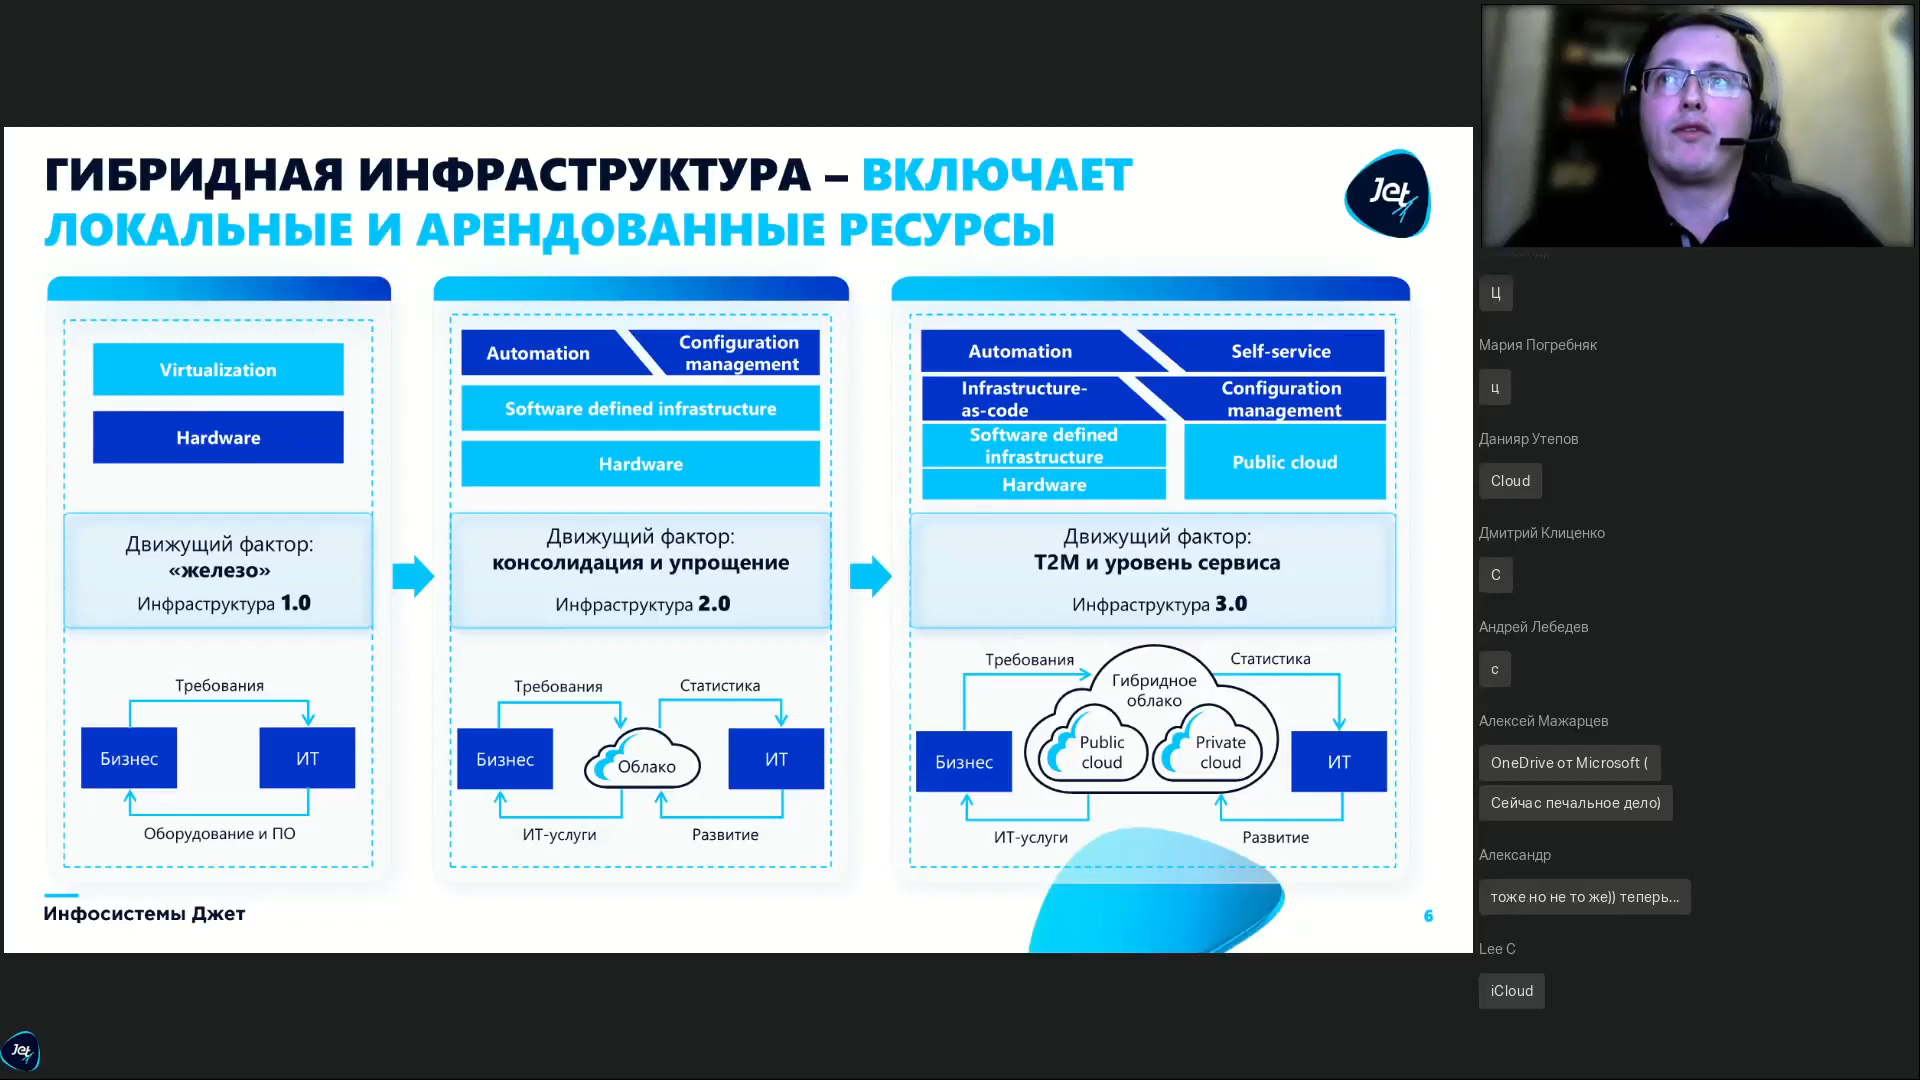 ГИБРИДНАЯ ИНФРАСТРУКТУРА – ВКЛЮЧАЕТ
ЛОКАЛЬНЫЕ И АРЕНДОВАННЫЕ РЕСУРСЫ
Jet
Virtualization
Hardware
Движущий фактор:
«железо»
Инфраструктура 1.0
Требования
Бизнес
ИТ
Оборудование и ПО
Automation
Configuration
management
Software defined infrastructure
Hardware
Движущий фактор:
консолидация и упрощение
Инфраструктура 2.0
Требования
Статистика
Бизнес
Облако
ИТ
ИТ-услуги
Развитие
Automation
Self-service
Infrastructure-
as-code
Configuration
management
Software defined
infrastructure
Public cloud
Hardware
Движущий фактор:
T2M и уровень сервиса
Инфраструктура 3.0
Требования
Статистика
Гибридное
облако
Бизнес
Public
cloud
Private
cloud
ИТ
ИТ-услуги
Развитие
Инфосистемы Джет
6
Jet
Ц
Мария Погребняк
ц
Данияр Утепов
Cloud
Дмитрий Клиценко
С
Андрей Лебедев
с
Алексей Мажарцев
OneDrive от Microsoft (
Сейчас печальное дело)
Александр
тоже но не то же)) теперь...
Lee C
iCloud